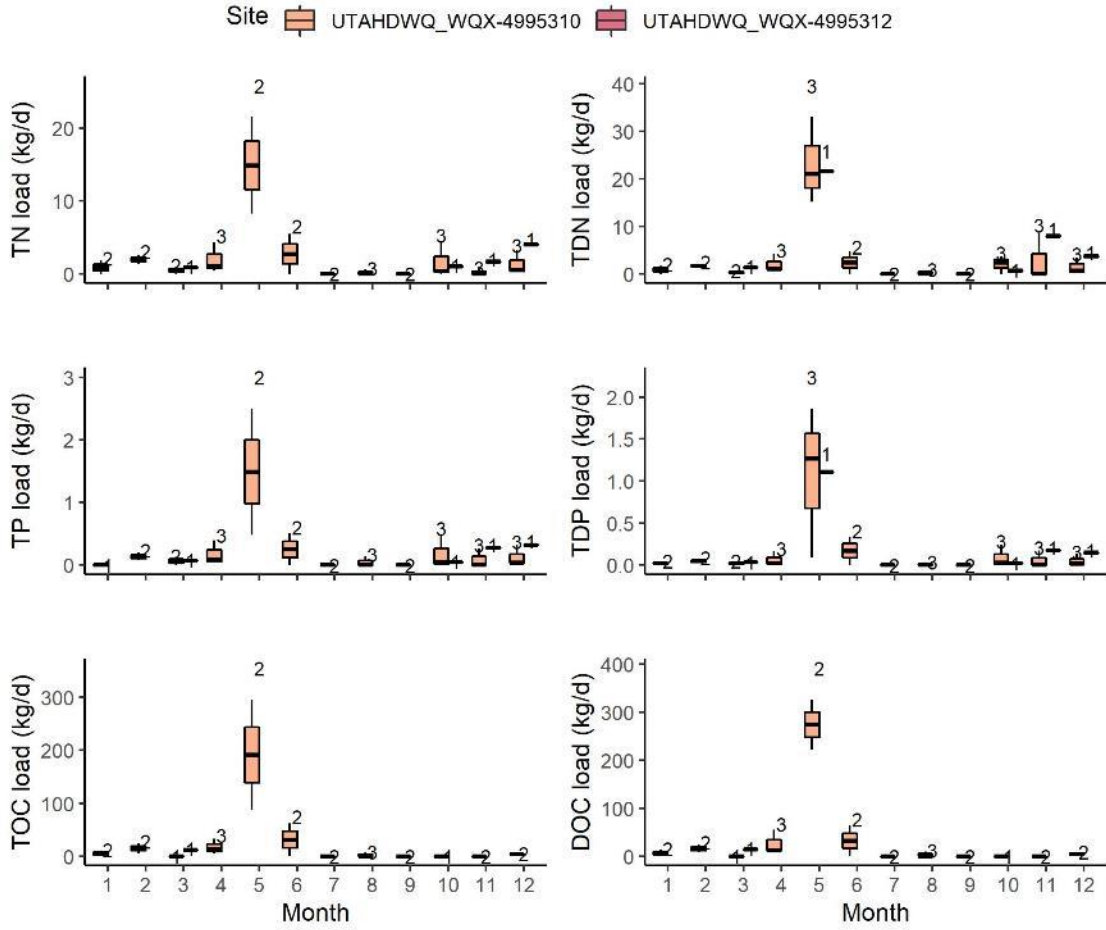 Site UTAHDWQ_WQX-4995310 UTAHDWQ_WQX-4995312
TN load (kg/d)
20
10
0
2 2 2 1 3 2 2 2 3 2 3 1 3 1 3 1
TDN load (kg/d)
40
30
20
10
0
2 2 2 1 3 3 1 2 2 3 2 3 1 3 1 3 1
TP load (kg/d)
3
2
1
0
1 2 2 1 3 2 2 2 3 2 3 1 3 1 3 1
TDP load (kg/d)
2.0
1.5
1.0
0.5
0.0
2 2 2 1 3 3 1 2 2 3 2 3 1 3 1 3 1
TOC load (kg/d)
300
200
100
0
2 2 1 1 3 2 2 2 3 2 1 2 2
1 2 3 4 5 6 7 8 9 10 11 12
Month
DOC load (kg/d)
400
300
200
100
0
2 2 1 1 3 2 2 2 3 2 1 2 2
1 2 3 4 5 6 7 8 9 10 11 12
Month